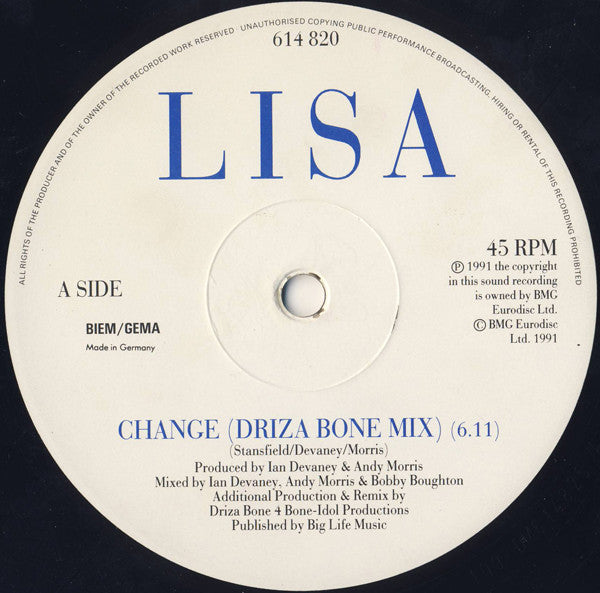 ALL RIGHTS OF THE PRODUCER AND OF THE OWNER OF THE RECORDED WORK RESERVED · UNAUTHORISED COPYING PUBLIC PERFORMANCE BROADCASTING, HIRING OR RENTAL OF THIS RECORDING PROHIBITED
614 820
LISA
45 RPM
Ⓟ 1991 the copyright
in this sound recording
is owned by BMG
Eurodisc Ltd.
© BMG Eurodisc
Ltd. 1991
A SIDE
BIEM/GEMA
Made in Germany
CHANGE (DRIZA BONE MIX) (6.11)
(Stansfield/Devaney/Morris)
Produced by Ian Devaney & Andy Morris
Mixed by Ian Devaney, Andy Morris & Bobby Boughton
Additional Production & Remix by
Driza Bone 4 Bone-Idol Productions
Published by Big Life Music